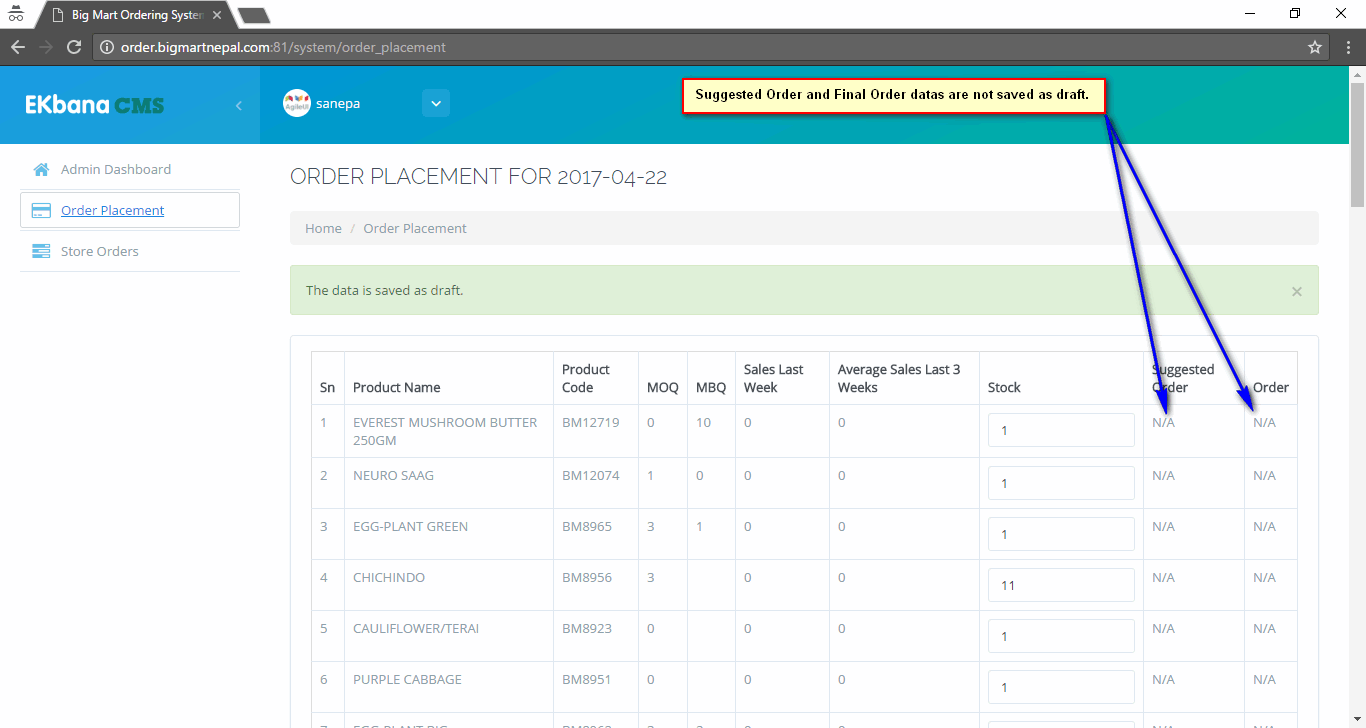 Big Mart Ordering System
order.bigmartnepal.com:81/system/order_placement
EKbana CMS
AgileUI
sanepa
Suggested Order and Final Order datas are not saved as draft.
Admin Dashboard
Order Placement
Store Orders
ORDER PLACEMENT FOR 2017-04-22
Home / Order Placement
The data is saved as draft.
Sn Product Name Product Code MOQ MBQ Sales Last Week Average Sales Last 3 Weeks Stock Suggested Order Order
1 EVEREST MUSHROOM BUTTER 250GM BM12719 0 10 0 0 1 N/A N/A
2 NEURO SAAG BM12074 1 0 0 0 1 N/A N/A
3 EGG-PLANT GREEN BM8965 3 1 0 0 1 N/A N/A
4 CHICHINDO BM8956 3 0 0 11 N/A N/A
5 CAULIFLOWER/TERAI BM8923 0 0 0 1 N/A N/A
6 PURPLE CABBAGE BM8951 0 0 0 1 N/A N/A